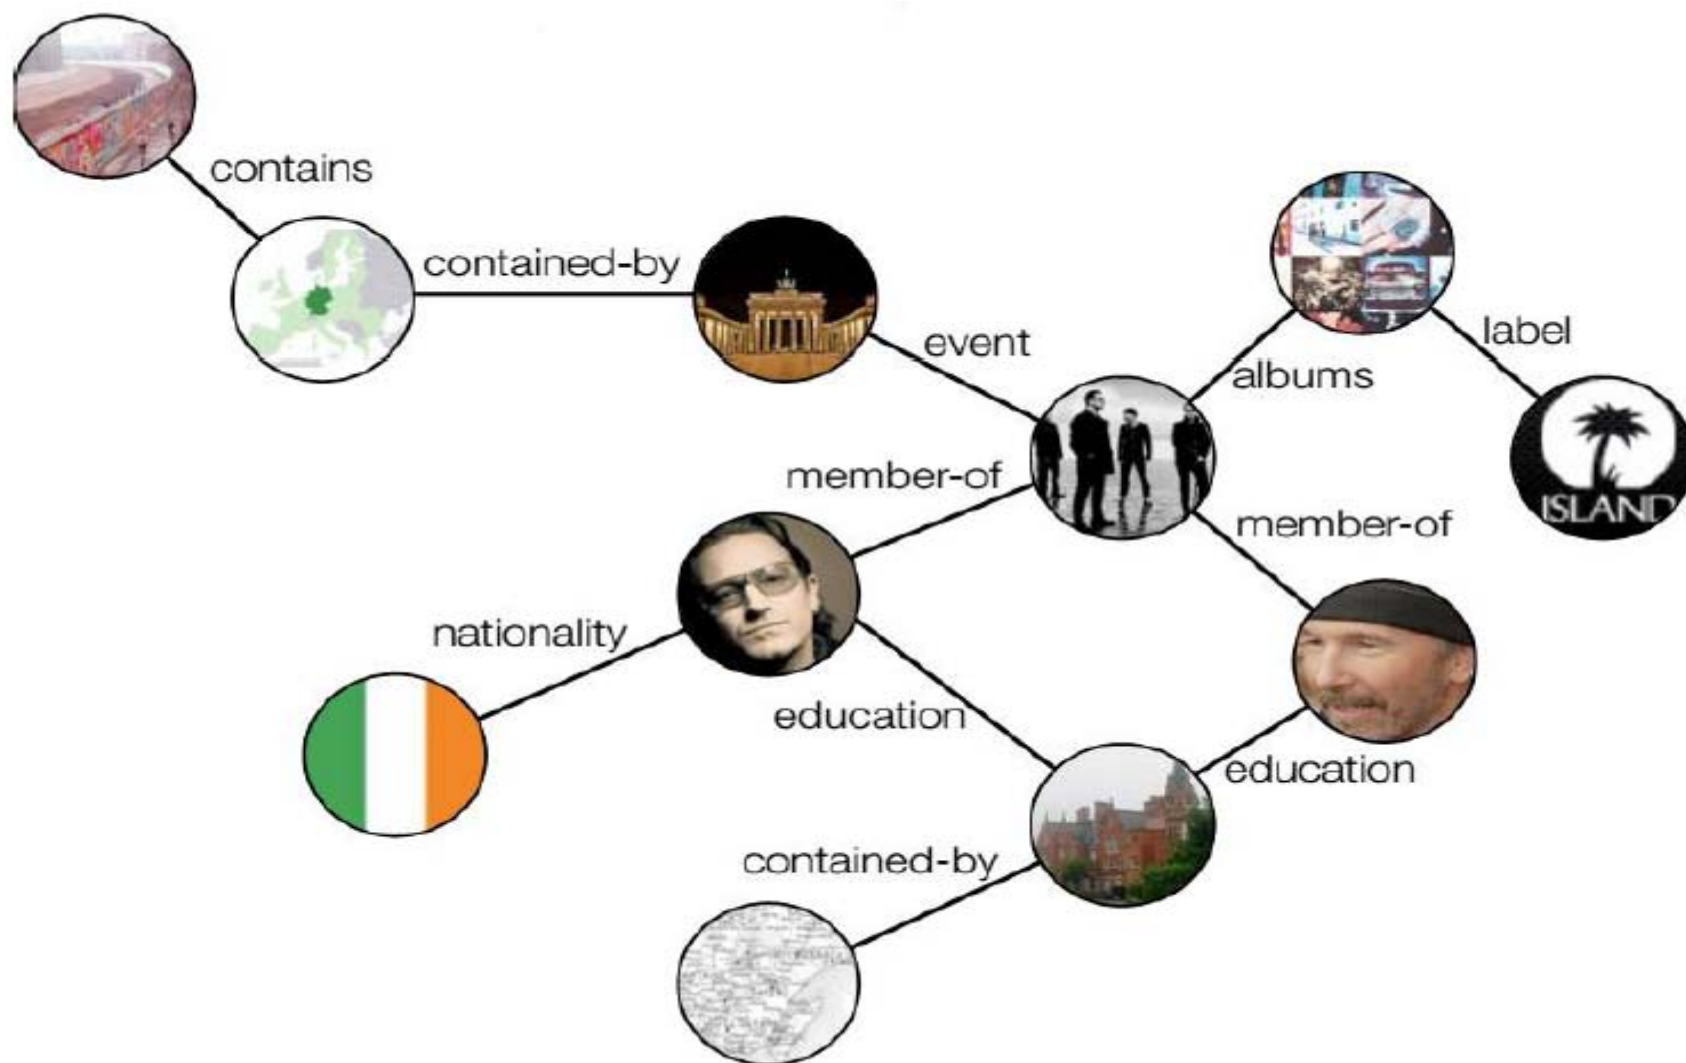 contains
contained-by
event
albums
label
ISLAND
member-of
member-of
nationality
education
education
contained-by